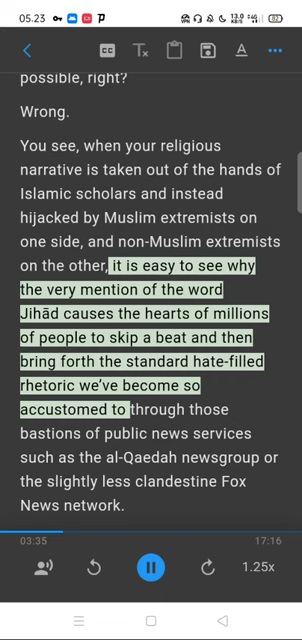 05.23
13.0
KB/s
82
CC
A
possible, right?
Wrong.
You see, when your religious
narrative is taken out of the hands of
Islamic scholars and instead
hijacked by Muslim extremists on
one side, and non-Muslim extremists
on the other, it is easy to see why
the very mention of the word
Jihād causes the hearts of millions
of people to skip a beat and then
bring forth the standard hate-filled
rhetoric we’ve become so
accustomed to through those
bastions of public news services
such as the al-Qaedah newsgroup or
the slightly less clandestine Fox
News network.
03:35
17:16
1.25x